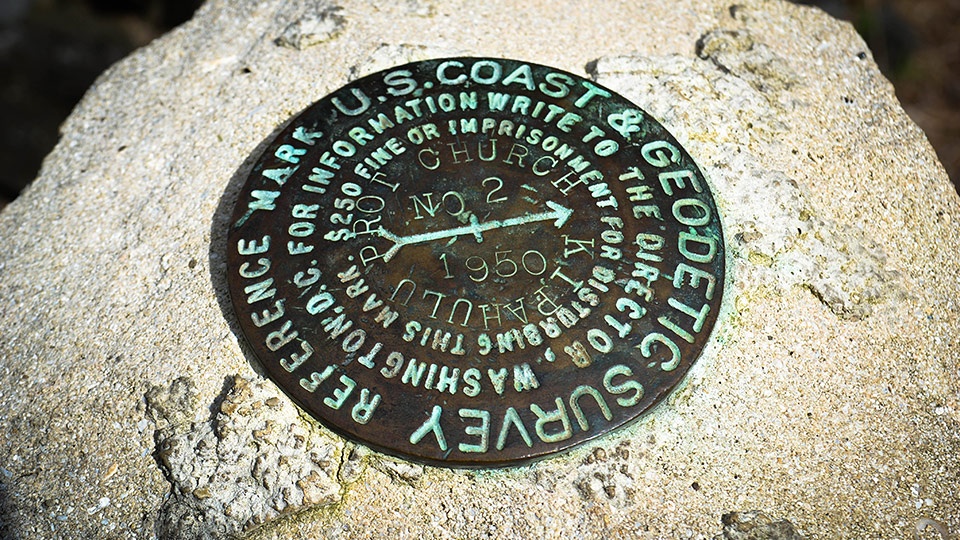 U.S. COAST & GEODETIC SURVEY
REFERENCE MARK
FOR INFORMATION WRITE TO THE DIRECTOR, WASHINGTON, D.C.
$250 FINE OR IMPRISONMENT FOR DISTURBING THIS MARK.
PROT CHURCH KIPAHULU
NO 2
1950